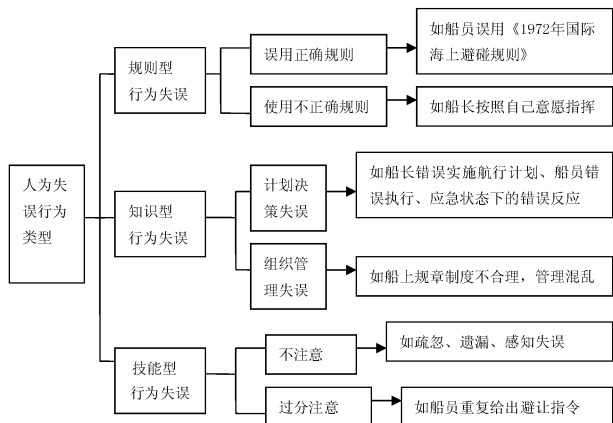 人为失
误行为
类型
规则型
行为失误
误用正确规则
如船员误用《1972年国际
海上避碰规则》
使用不正确规则
如船长按照自己意愿指挥
知识型
行为失误
计划决
策失误
如船长错误实施航行计划、船员错
误执行、应急状态下的错误反应
组织管
理失误
如船上规章制度不合理，管理混乱
技能型
行为失误
不注意
如疏忽、遗漏、感知失误
过分注意
如船员重复给出避让指令